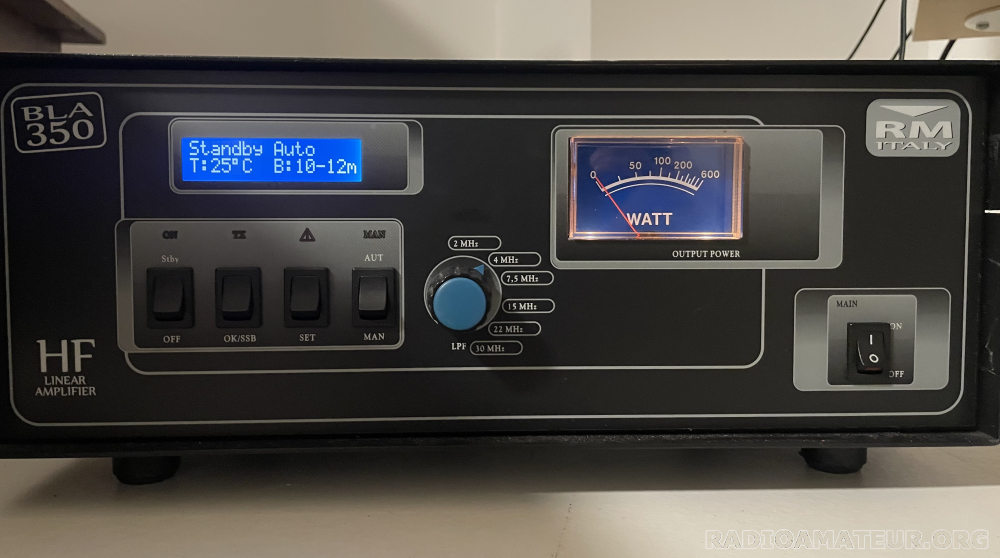 BLA
350
Standby Auto
T:25°C B:10-12m
RM
ITALY
0 50 100 200 600
WATT
OUTPUT POWER
ON TX MAN
Stby AUT
OFF OK/SSB SET MAN
2 MHz
4 MHz
7,5 MHz
15 MHz
22 MHz
LPF 30 MHz
MAIN
ON
I
O
OFF
HF
LINEAR
AMPLIFIER
RADIOAMATEUR.ORG